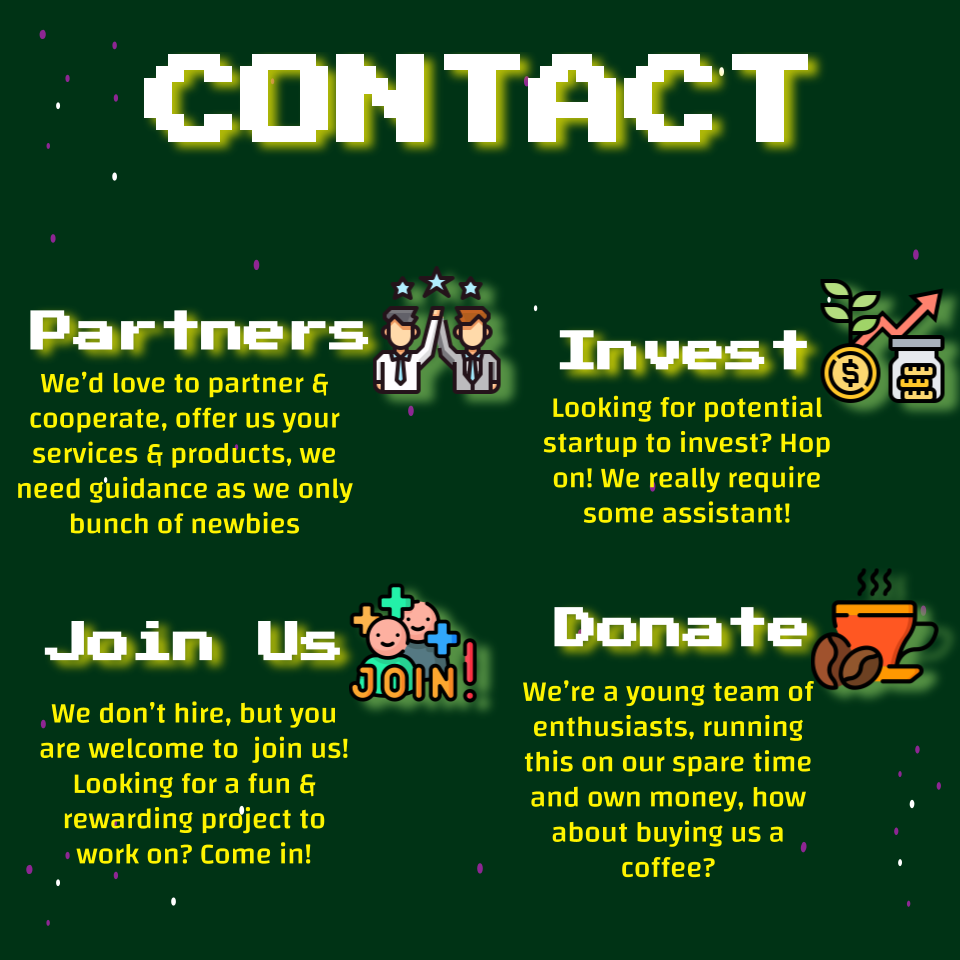 CONTACT
Partners
We'd love to partner &
cooperate, offer us your
services & products, we
need guidance as we only
bunch of newbies
Invest
Looking for potential
startup to invest? Hop
on! We really require
some assistant!
Join Us
JOIN!
We don't hire, but you
are welcome to  join us!
Looking for a fun &
rewarding project to
work on? Come in!
Donate
We're a young team of
enthusiasts, running
this on our spare time
and own money, how
about buying us a
coffee?